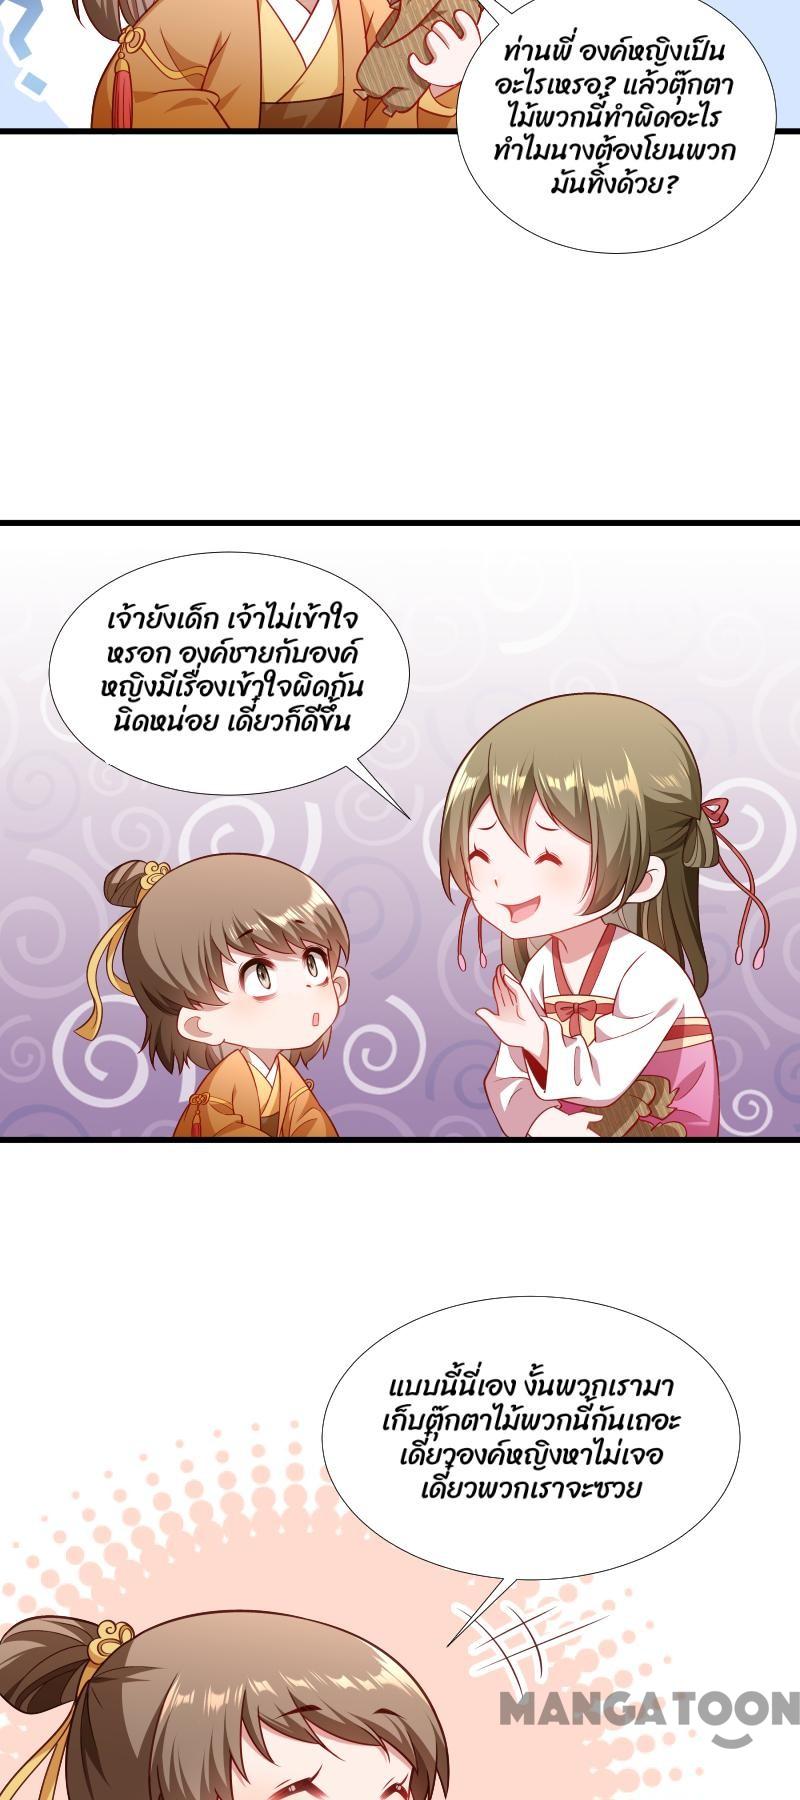 ท่านพี่ องค์หญิงเป็น
อะไรเหรอ? แล้วตุ๊กตา
ไม้พวกนี้ทำผิดอะไร
ทำไมนางต้องโยนพวก
มันทิ้งด้วย?
เจ้ายังเด็ก เจ้าไม่เข้าใจ
หรอก องค์ชายกับองค์
หญิงมีเรื่องเข้าใจผิดกัน
นิดหน่อย เดี๋ยวก็ดีขึ้น
แบบนี้นี่เอง งั้นพวกเรามา
เก็บตุ๊กตาไม้พวกนี้กันเถอะ
เดี๋ยวองค์หญิงหาไม่เจอ
เดี๋ยวพวกเราจะซวย
MANGATOON